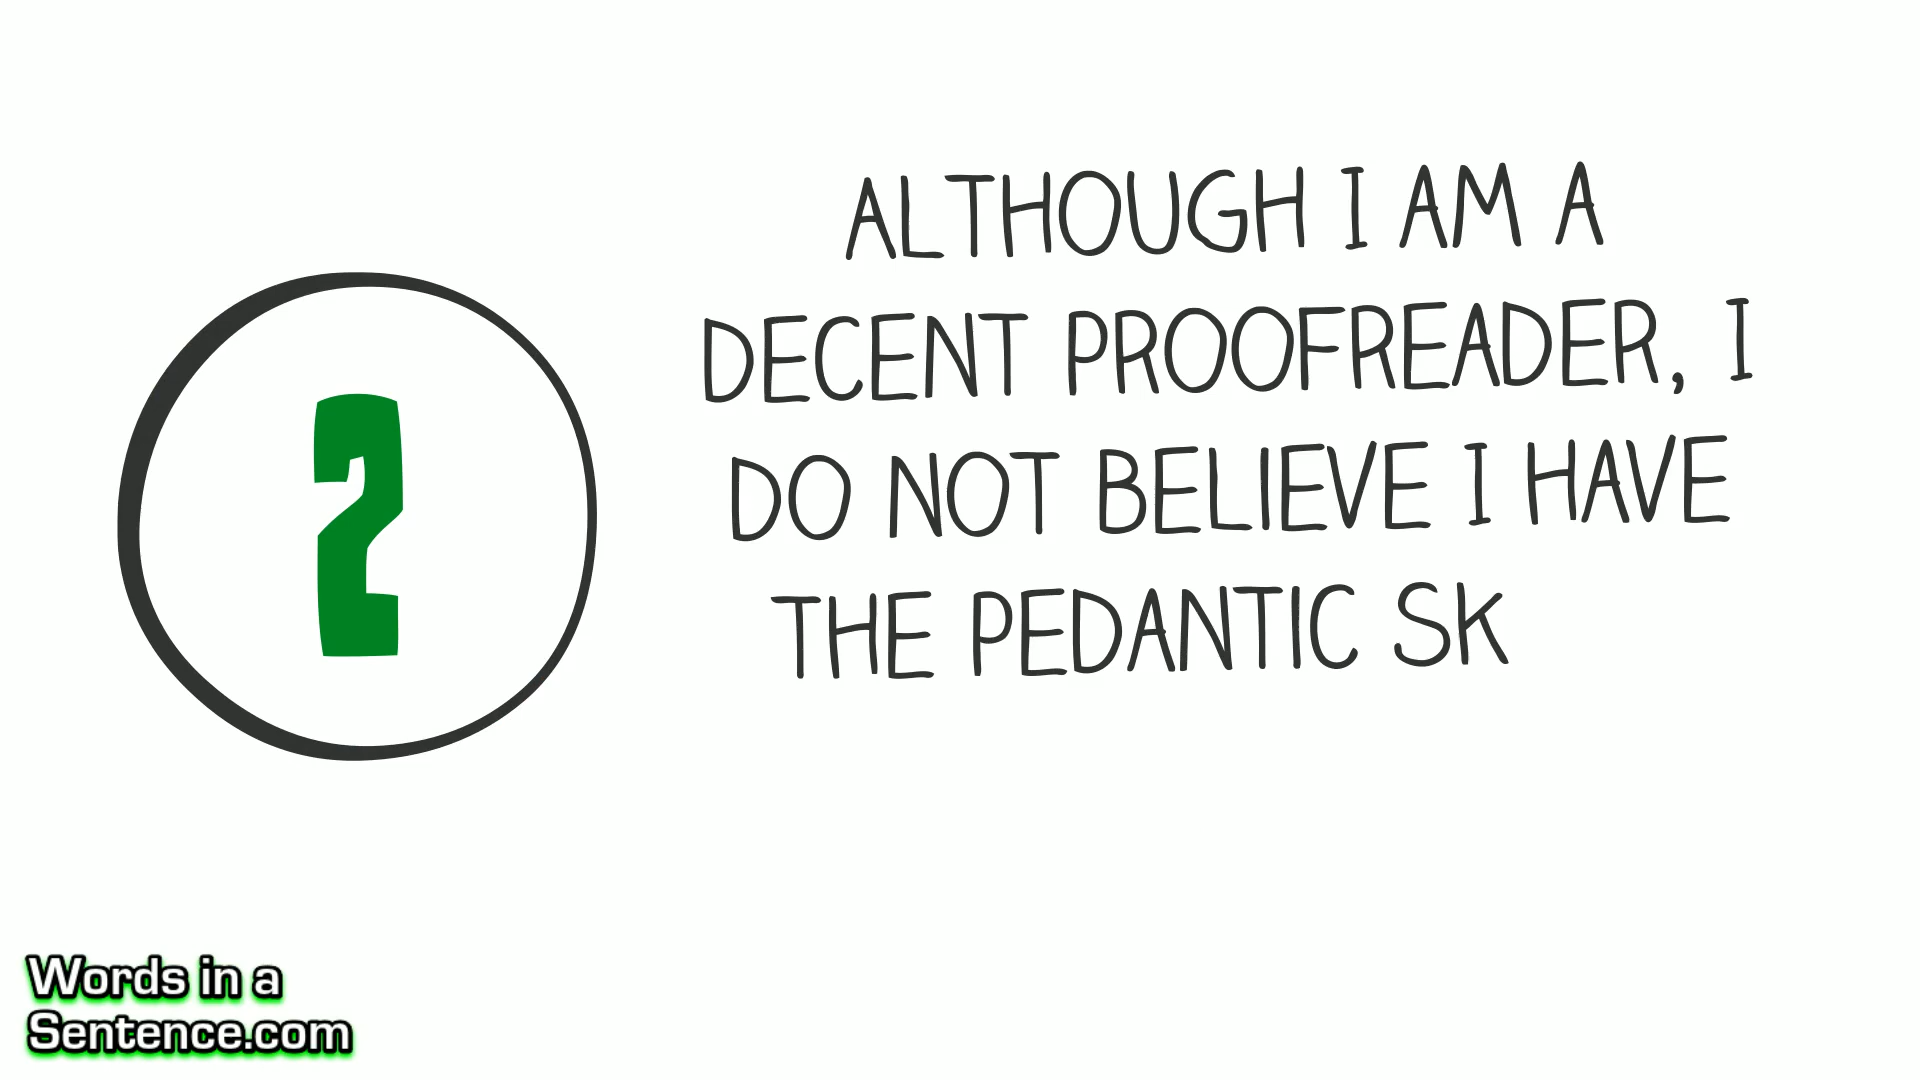 2
ALTHOUGH I AM A
DECENT PROOFREADER, I
DO NOT BELIEVE I HAVE
THE PEDANTIC SK
Words in a
Sentence.com